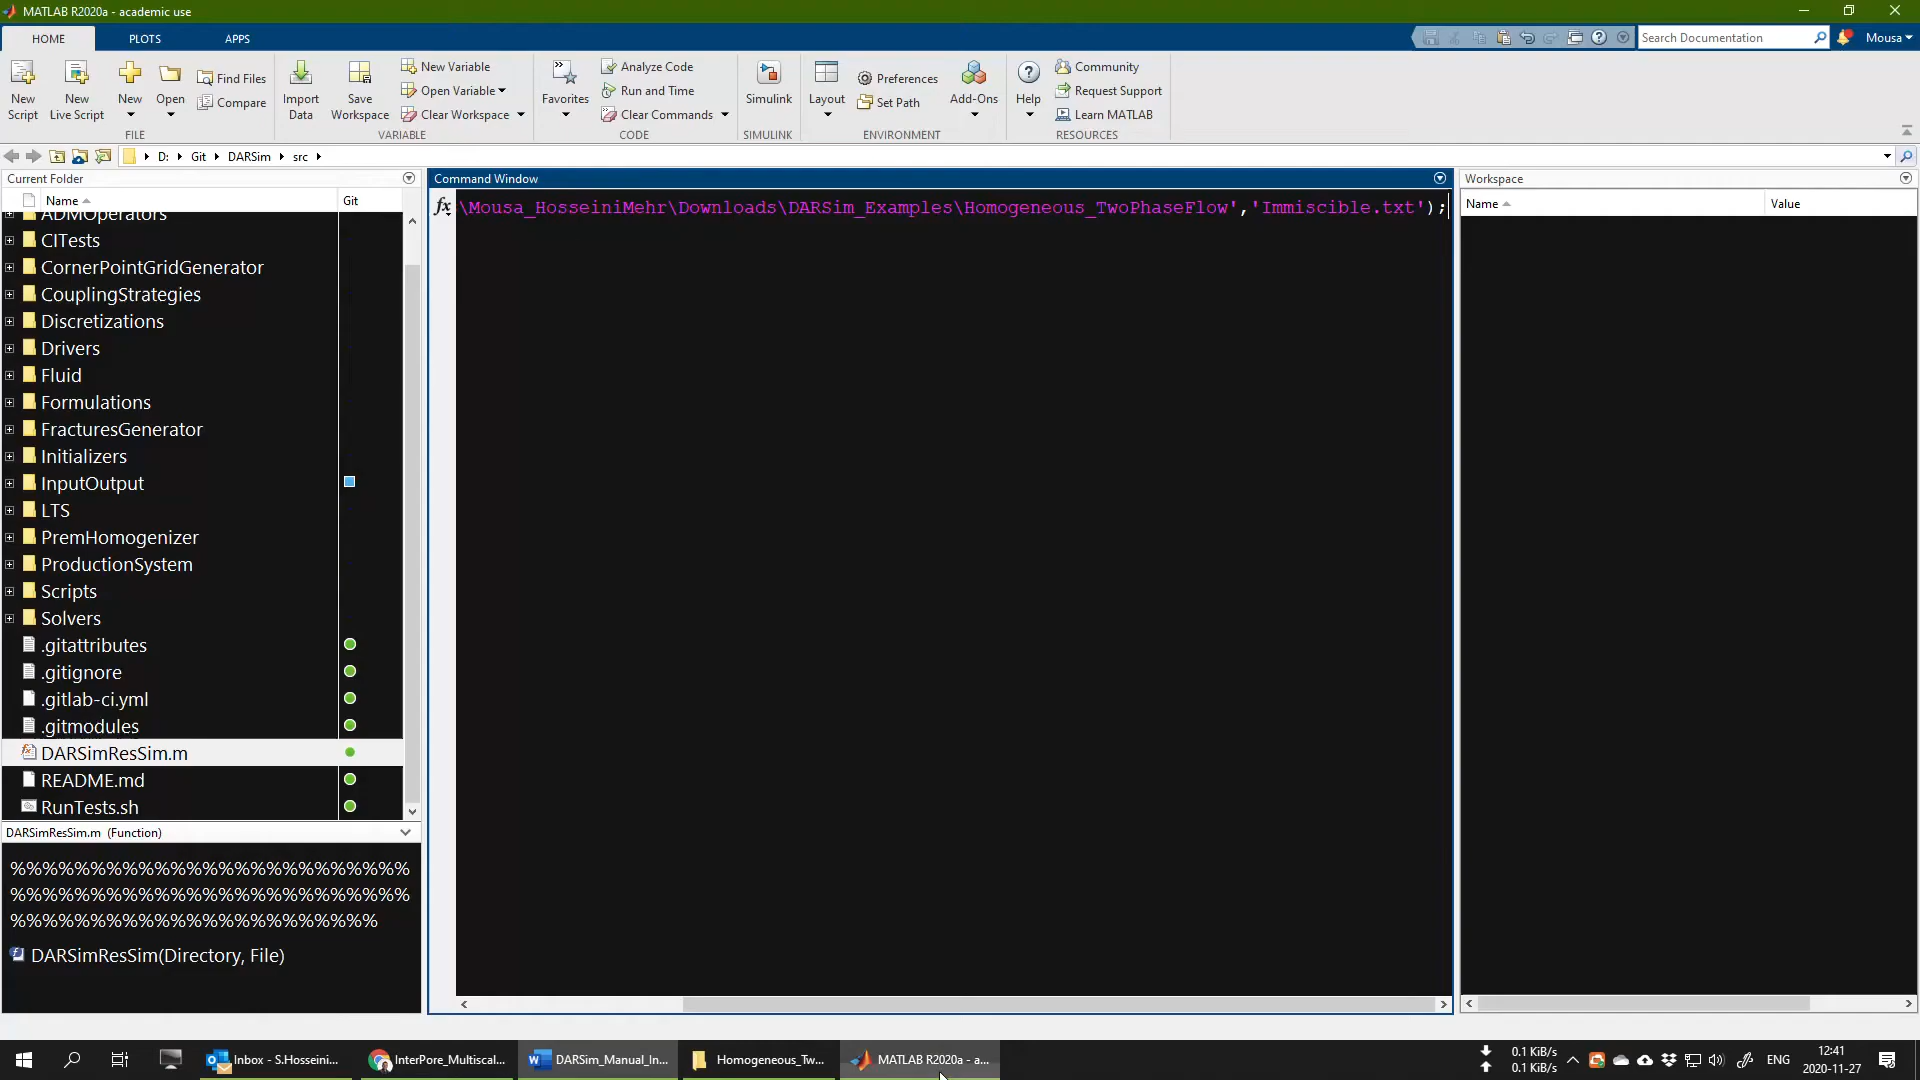 MATLAB R2020a - academic use
HOME
PLOTS
APPS
Search Documentation
Mousa
New
Script
New
Live Script
New
Open
Find Files
Compare
FILE
Import
Data
Save
Workspace
New Variable
Open Variable
Clear Workspace
VARIABLE
Favorites
Analyze Code
Run and Time
Clear Commands
CODE
Simulink
SIMULINK
Layout
Preferences
Set Path
Add-Ons
ENVIRONMENT
Help
Community
Request Support
Learn MATLAB
RESOURCES
D:
Git
DARSim
src
Current Folder
Name
Git
ADMOperators
CITests
CornerPointGridGenerator
CouplingStrategies
Discretizations
Drivers
Fluid
Formulations
FracturesGenerator
Initializers
InputOutput
LTS
PremHomogenizer
ProductionSystem
Scripts
Solvers
.gitattributes
.gitignore
.gitlab-ci.yml
.gitmodules
DARSimResSim.m
README.md
RunTests.sh
DARSimResSim.m (Function)
%%%%%%%%%%%%%%%%%%%%%%%%%
%%%%%%%%%%%%%%%%%%%%%%%%%
%%%%%%%%%%%%%%%%%%%%%%%
DARSimResSim(Directory, File)
Command Window
fx
\Mousa_HosseiniMehr\Downloads\DARSim_Examples\Homogeneous_TwoPhaseFlow','Immiscible.txt');
Workspace
Name
Value
Inbox - S.Hosseini...
InterPore_Multiscal...
DARSim_Manual_In...
Homogeneous_Tw...
MATLAB R2020a - a...
0.1 KiB/s
0.1 KiB/s
ENG
12:41
2020-11-27